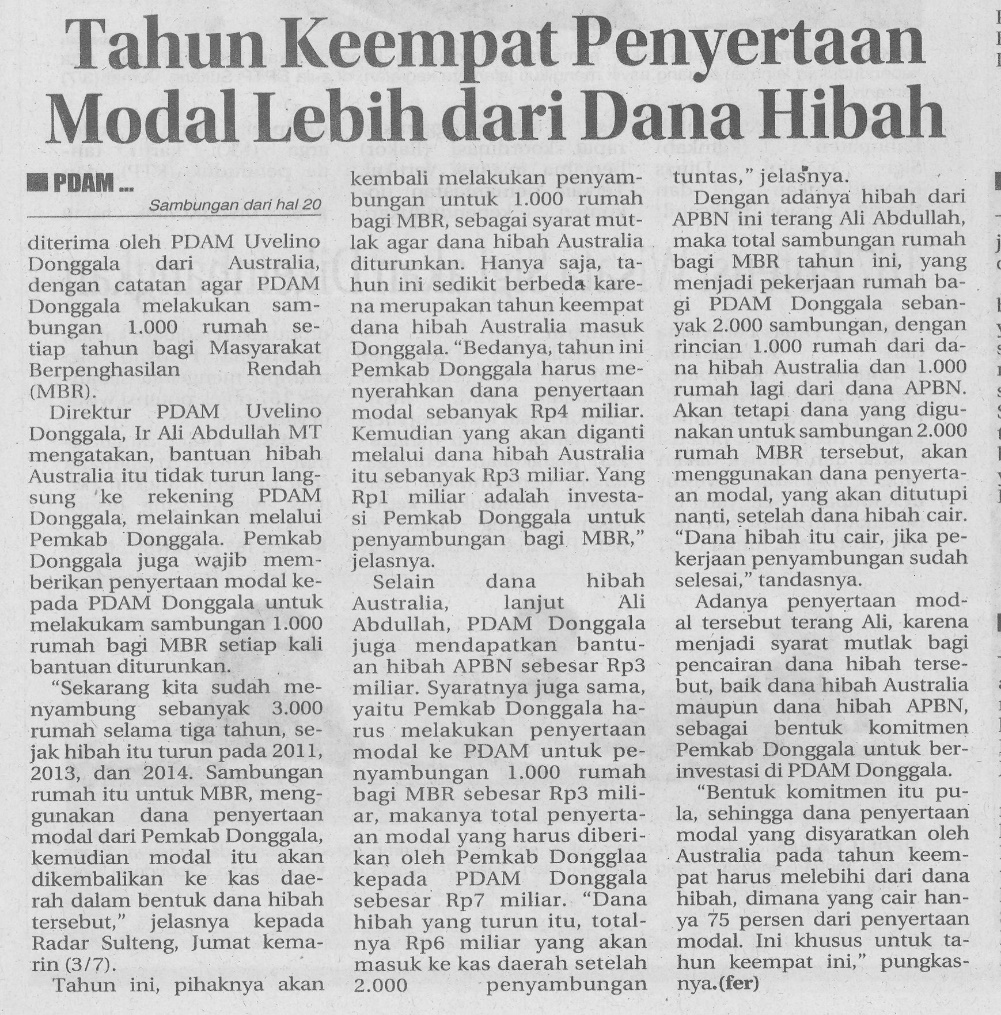 Tahun Keempat Penyertaan
Modal Lebih dari Dana Hibah
PDAM ...
Sambungan dari hal 20
diterima oleh PDAM Uvelino
Donggala dari Australia,
dengan catatan agar PDAM
Donggala melakukan sam-
bungan 1.000 rumah se-
tiap tahun bagi Masyarakat
Berpenghasilan Rendah
(MBR).
Direktur PDAM Uvelino
Donggala, Ir Ali Abdullah MT
mengatakan, bantuan hibah
Australia itu tidak turun lang-
sung ke rekening PDAM
Donggala, melainkan melalui
Pemkab Donggala. Pemkab
Donggala juga wajib mem-
berikan penyertaan modal ke-
pada PDAM Donggala untuk
melakukam sambungan 1.000
rumah bagi MBR setiap kali
bantuan diturunkan.
"Sekarang kita sudah me-
nyambung sebanyak 3.000
rumah selama tiga tahun, se-
jak hibah itu turun pada 2011,
2013, dan 2014. Sambungan
rumah itu untuk MBR, meng-
gunakan dana penyertaan
modal dari Pemkab Donggala,
kemudian modal itu akan
dikembalikan ke kas dae-
rah dalam bentuk dana hibah
tersebut," jelasnya kepada
Radar Sulteng, Jumat kema-
rin (3/7).
Tahun ini, pihaknya akan
kembali melakukan penyam-
bungan untuk 1.000 rumah
bagi MBR, sebagai syarat mut-
lak agar dana hibah Australia
diturunkan. Hanya saja, ta-
hun ini sedikit berbeda kare-
na merupakan tahun keempat
dana hibah Australia masuk
Donggala. "Bedanya, tahun ini
Pemkab Donggala harus me-
nyerahkan dana penyertaan
modal sebanyak Rp4 miliar.
Kemudian yang akan diganti
melalui dana hibah Australia
itu sebanyak Rp3 miliar. Yang
Rp1 miliar adalah investa-
si Pemkab Donggala untuk
penyambungan bagi MBR,"
jelasnya.
Selain dana hibah
Australia, lanjut Ali
Abdullah, PDAM Donggala
juga mendapatkan bantu-
an hibah APBN sebesar Rp3
miliar. Syaratnya juga sama,
yaitu Pemkab Donggala ha-
rus melakukan penyertaan
modal ke PDAM untuk pe-
nyambungan 1.000 rumah
bagi MBR sebesar Rp3 mili-
ar, makanya total penyerta-
an modal yang harus diberi-
kan oleh Pemkab Dongglaa
kepada PDAM Donggala
sebesar Rp7 miliar. "Dana
hibah yang turun itu, total-
nya Rp6 miliar yang akan
masuk ke kas daerah setelah
2.000 penyambungan
tuntas," jelasnya.
Dengan adanya hibah dari
APBN ini terang Ali Abdullah,
maka total sambungan rumah
bagi MBR tahun ini, yang
menjadi pekerjaan rumah ba-
gi PDAM Donggala seban-
yak 2.000 sambungan, dengan
rincian 1.000 rumah dari da-
na hibah Australia dan 1.000
rumah lagi dari dana APBN.
Akan tetapi dana yang digu-
nakan untuk sambungan 2.000
rumah MBR tersebut, akan
menggunakan dana penyerta-
an modal, yang akan ditutupi
nanti, setelah dana hibah cair.
"Dana hibah itu cair, jika pe-
kerjaan penyambungan sudah
selesai," tandasnya.
Adanya penyertaan mod-
al tersebut terang Ali, karena
menjadi syarat mutlak bagi
pencairan dana hibah terse-
but, baik dana hibah Australia
maupun dana hibah APBN,
sebagai bentuk komitmen
Pemkab Donggala untuk ber-
investasi di PDAM Donggala.
"Bentuk komitmen itu pu-
la, sehingga dana penyertaan
modal yang disyaratkan oleh
Australia pada tahun keem-
pat harus melebihi dari dana
hibah, dimana yang cair han-
ya 75 persen dari penyertaan
modal. Ini khusus untuk ta-
hun keempat ini," pungkas-
nya.(fer)